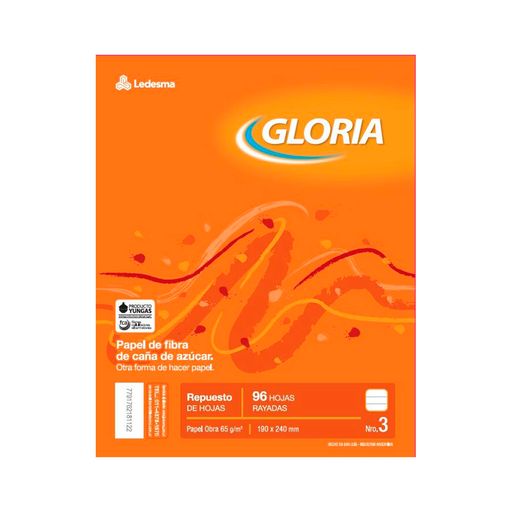 Ledesma
GLORIA
PRODUCTO
YUNGAS
Papel de fibra
de caña de azúcar.
Otra forma de hacer papel.
Repuesto
DE HOJAS
96 HOJAS
RAYADAS
Papel Obra 65 g/m²
190 x 240 mm
Nro. 3